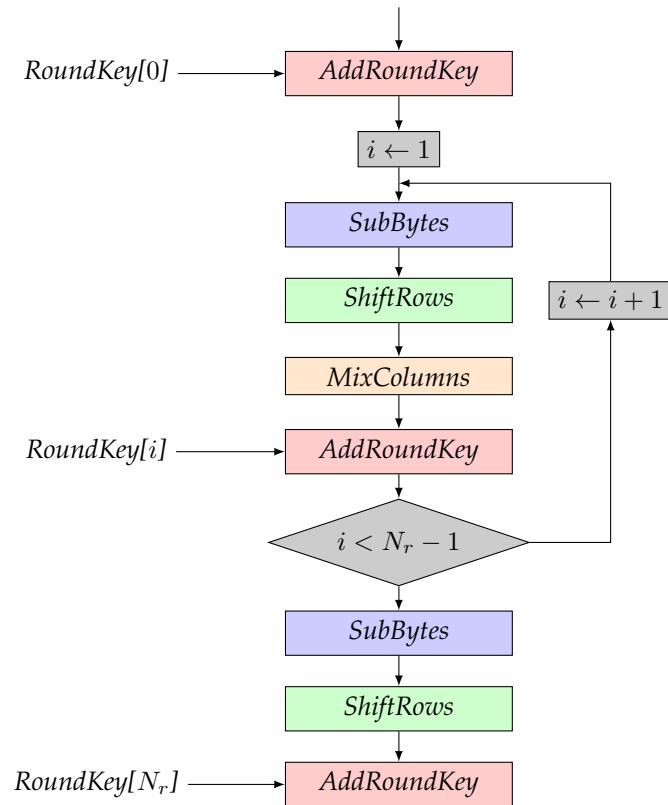 RoundKey[0]
AddRoundKey
i ← 1
SubBytes
ShiftRows
i ← i + 1
MixColumns
RoundKey[i]
AddRoundKey
i < N_r − 1
SubBytes
ShiftRows
RoundKey[N_r]
AddRoundKey